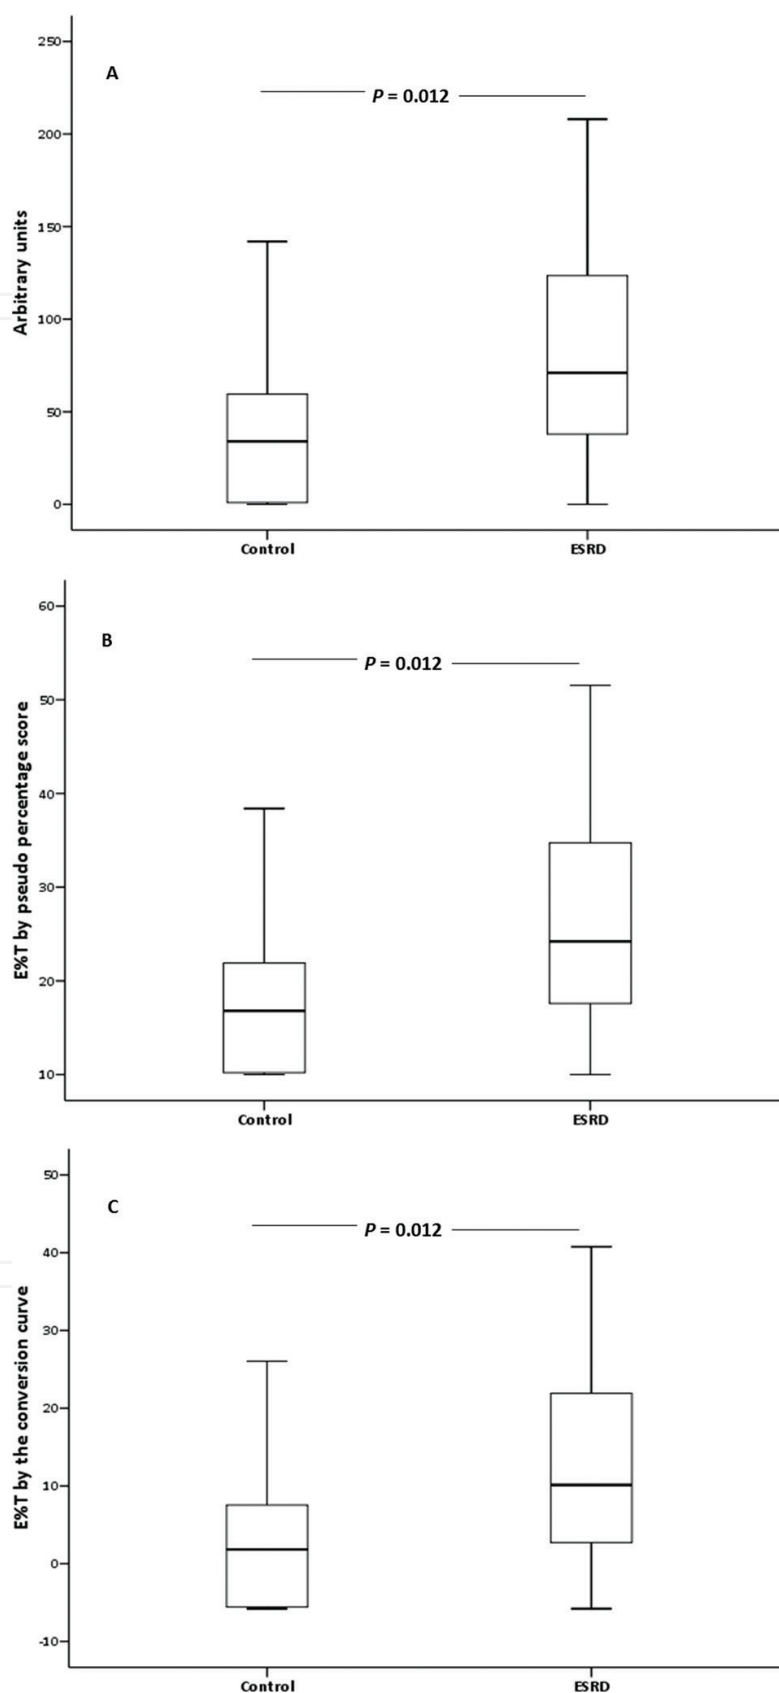 A
P = 0.012
Arbitrary units
250
200
150
100
50
0
Control
ESRD
B
P = 0.012
E%T by pseudo percentage score
60
50
40
30
20
10
Control
ESRD
C
P = 0.012
E%T by the conversion curve
50
40
30
20
10
0
-10
Control
ESRD